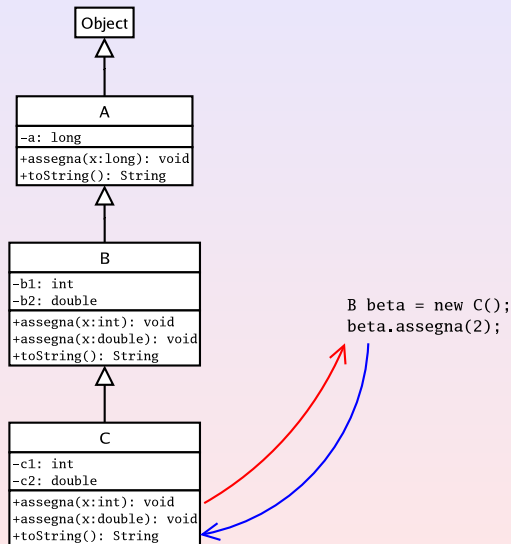 Object
A
-a: long
+assegna(x:long): void
+toString(): String
B
-b1: int
-b2: double
+assegna(x:int): void
+assegna(x:double): void
+toString(): String
B beta = new C();
beta.assegna(2);
C
-c1: int
-c2: double
+assegna(x:int): void
+assegna(x:double): void
+toString(): String